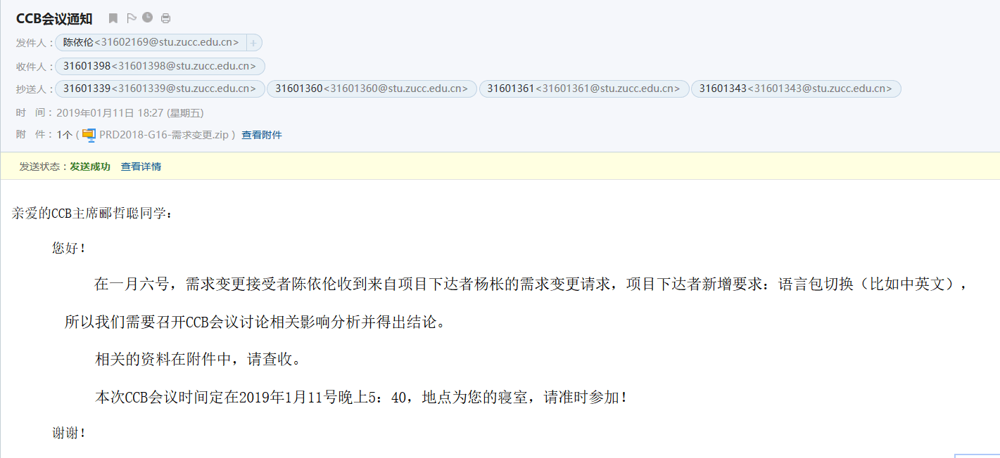 CCB会议通知
发件人：陈依伦<31602169@stu.zucc.edu.cn> +
收件人：31601398<31601398@stu.zucc.edu.cn>
抄送人：31601339<31601339@stu.zucc.edu.cn> 31601360<31601360@stu.zucc.edu.cn> 31601361<31601361@stu.zucc.edu.cn> 31601343<31601343@stu.zucc.edu.cn>
时 间：2019年01月11日 18:27 (星期五)
附 件：1个 ( PRD2018-G16-需求变更.zip ) 查看附件
发送状态：发送成功 查看详情
亲爱的CCB主席郦哲聪同学：
您好！
在一月六号，需求变更接受者陈依伦收到来自项目下达者杨枨的需求变更请求，项目下达者新增要求：语言包切换（比如中英文），
所以我们需要召开CCB会议讨论相关影响分析并得出结论。
相关的资料在附件中，请查收。
本次CCB会议时间定在2019年1月11号晚上5：40，地点为您的寝室，请准时参加！
谢谢！